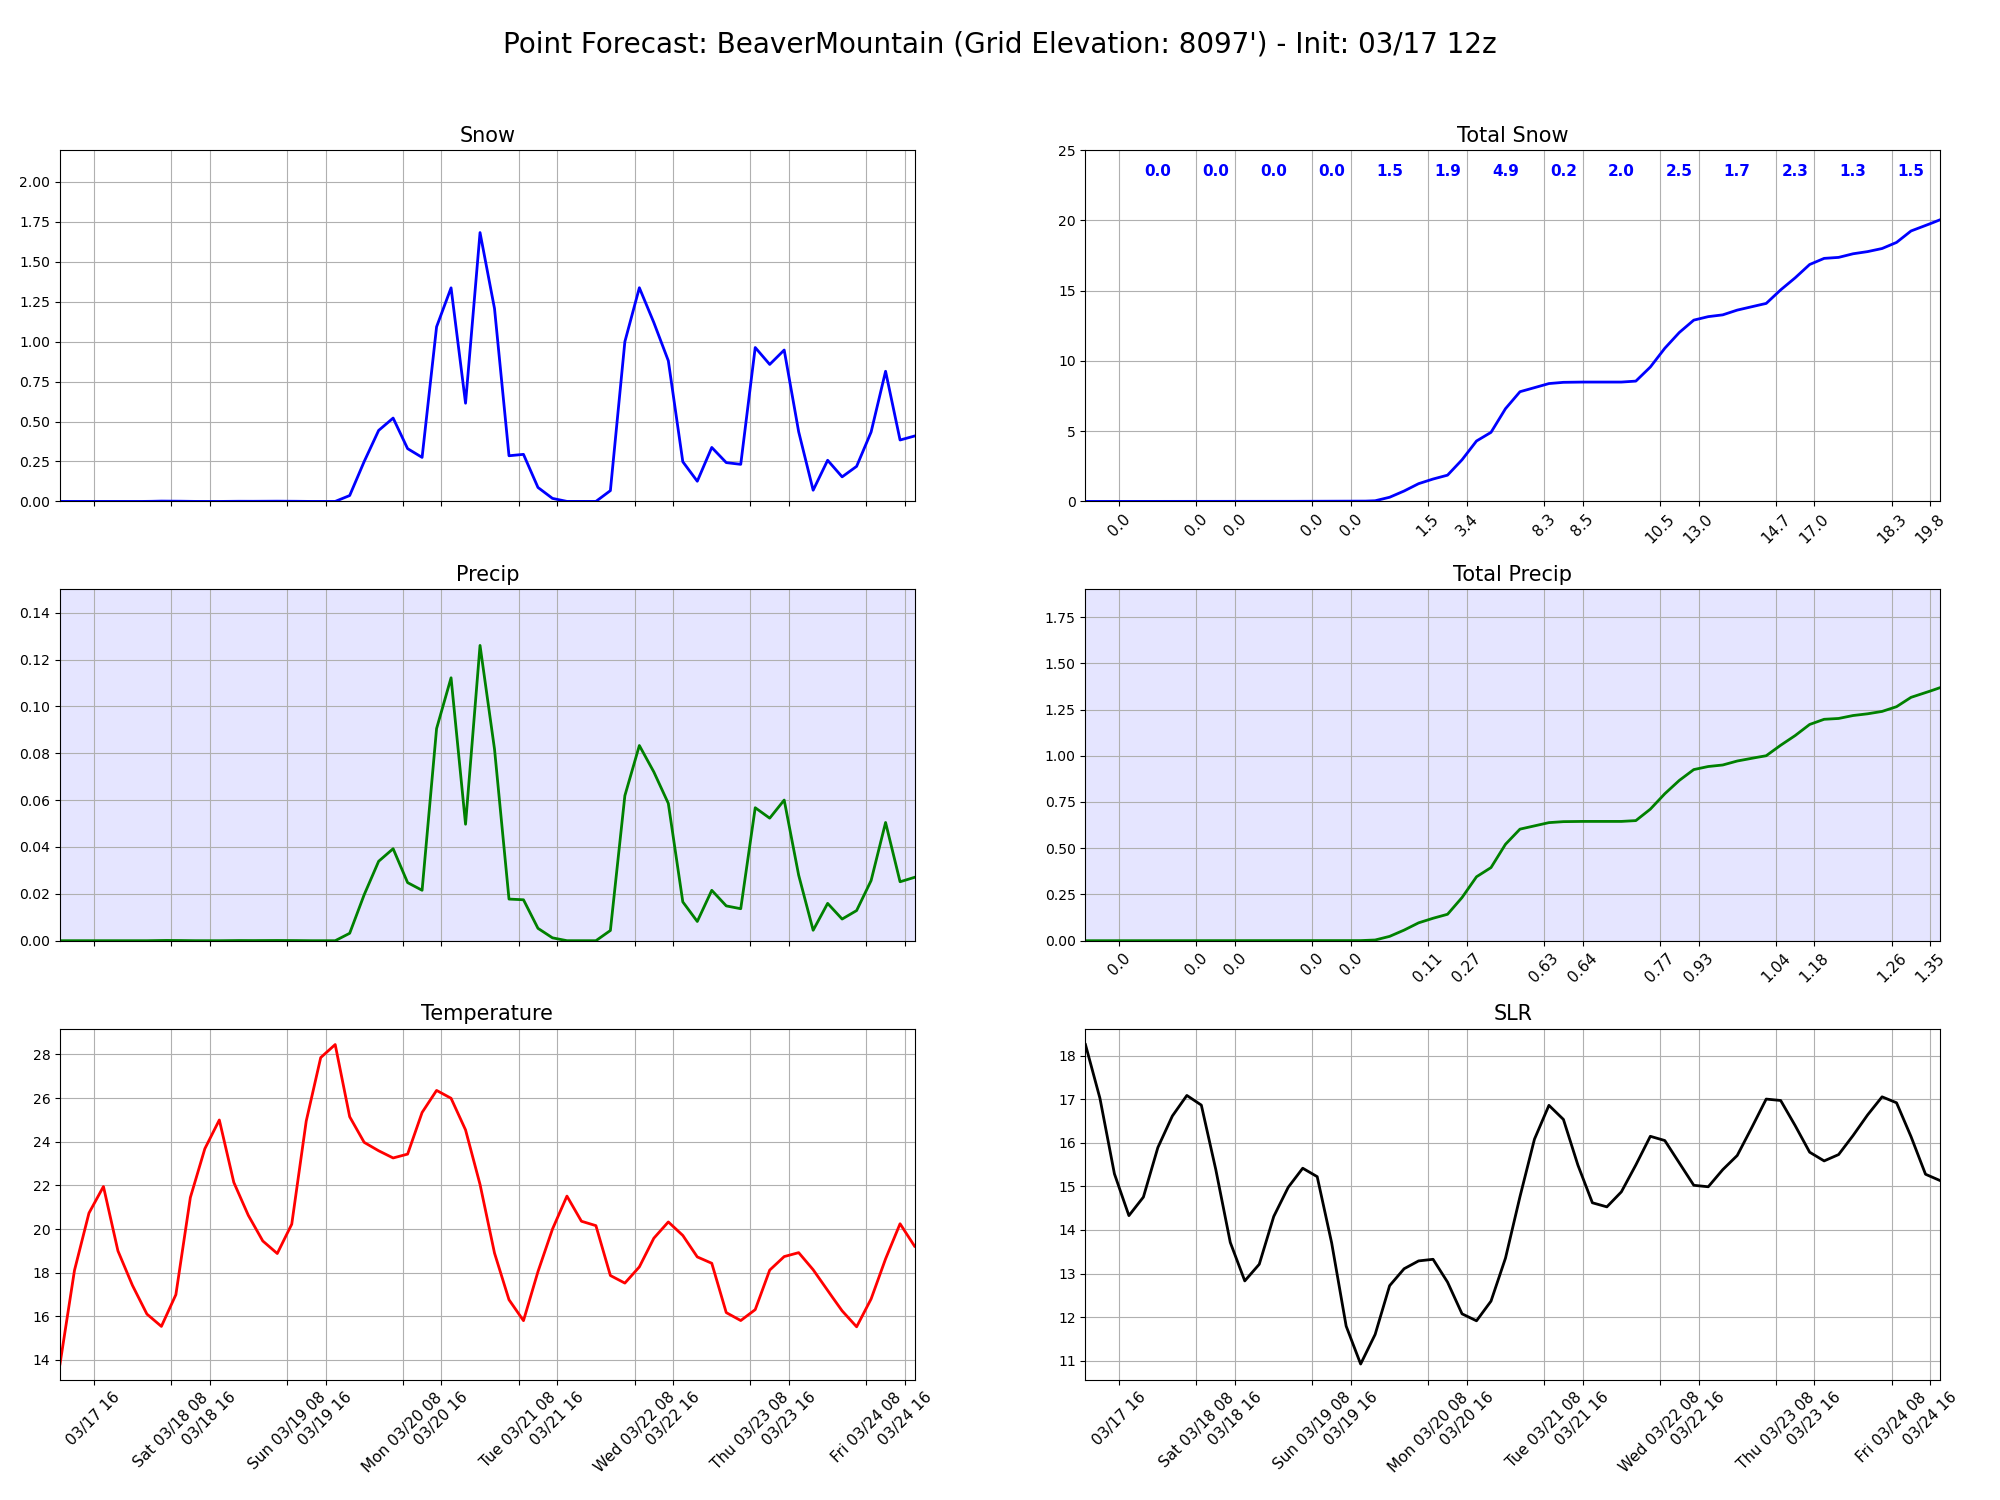 Point Forecast: BeaverMountain (Grid Elevation: 8097') - Init: 03/17 12z
Snow
2.00
1.75
1.50
1.25
1.00
0.75
0.50
0.25
0.00
Total Snow
0.0 0.0 0.0 0.0 1.5 1.9 4.9 0.2 2.0 2.5 1.7 2.3 1.3 1.5
25
20
15
10
5
0
0.0 0.0 0.0 0.0 0.0 1.5 3.4 8.3 8.5 10.5 13.0 14.7 17.0 18.3 19.8
Precip
0.14
0.12
0.10
0.08
0.06
0.04
0.02
0.00
Total Precip
1.75
1.50
1.25
1.00
0.75
0.50
0.25
0.00
0.0 0.0 0.0 0.0 0.0 0.11 0.27 0.63 0.64 0.77 0.93 1.04 1.18 1.26 1.35
Temperature
28
26
24
22
20
18
16
14
03/17 16
Sat 03/18 08
03/18 16
Sun 03/19 08
03/19 16
Mon 03/20 08
03/20 16
Tue 03/21 08
03/21 16
Wed 03/22 08
03/22 16
Thu 03/23 08
03/23 16
Fri 03/24 08
03/24 16
SLR
18
17
16
15
14
13
12
11
03/17 16
Sat 03/18 08
03/18 16
Sun 03/19 08
03/19 16
Mon 03/20 08
03/20 16
Tue 03/21 08
03/21 16
Wed 03/22 08
03/22 16
Thu 03/23 08
03/23 16
Fri 03/24 08
03/24 16